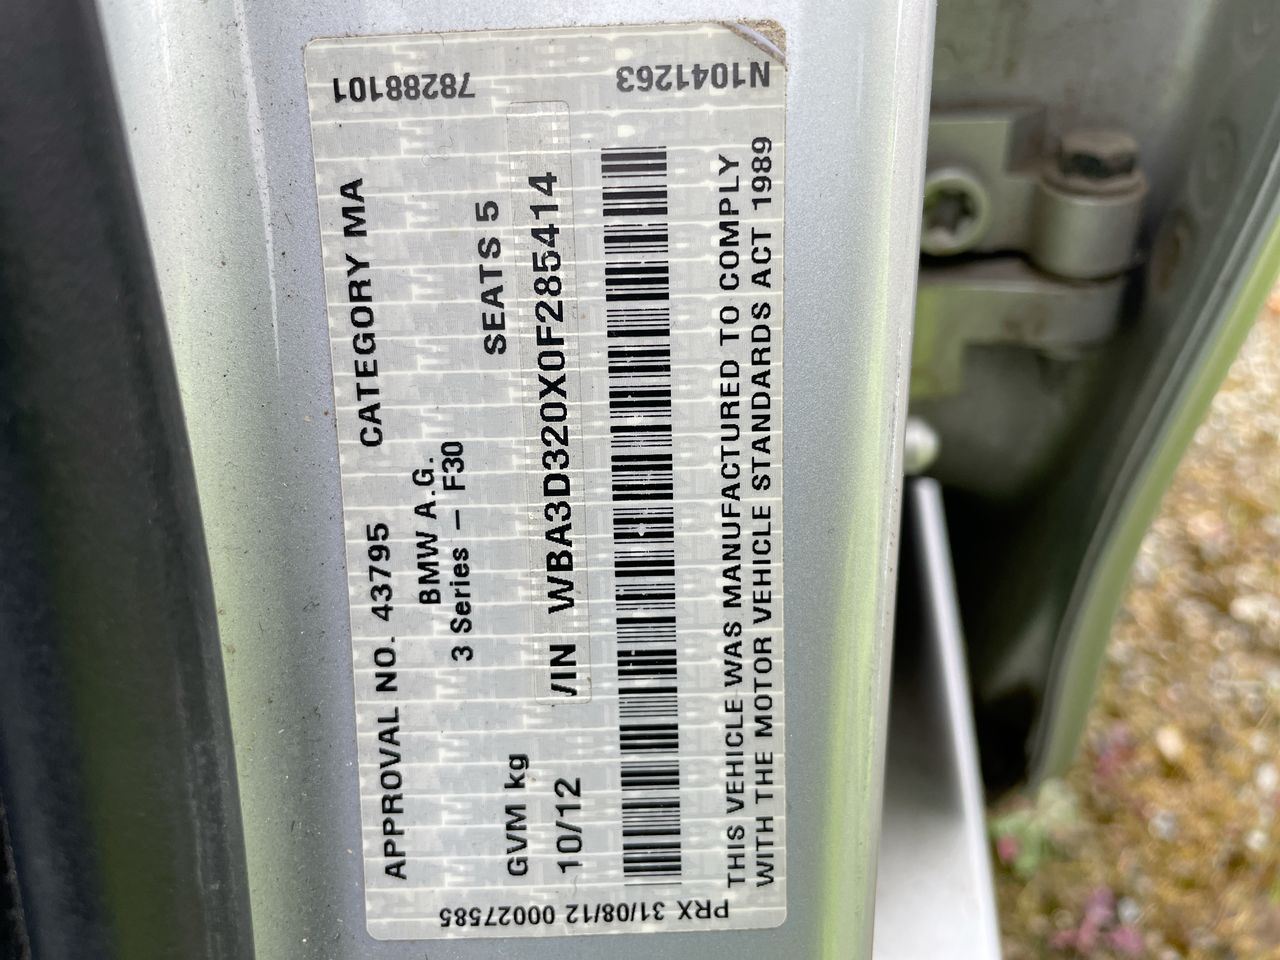 APPROVAL NO. 43795 CATEGORY MA
BMW A.G.
3 Series – F30
SEATS 5
GVM kg
10/12
VIN WBA3D320X0F285414
THIS VEHICLE WAS MANUFACTURED TO COMPLY
WITH THE MOTOR VEHICLE STANDARDS ACT 1989
78288101
N1041263
PRX 31/08/12 00027585